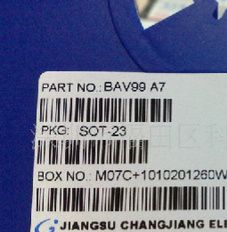 PART NO.: BAV99 A7
PKG: SOT-23
BOX NO.: M07C+1010201260W
JIANGSU CHANGJIANG ELE